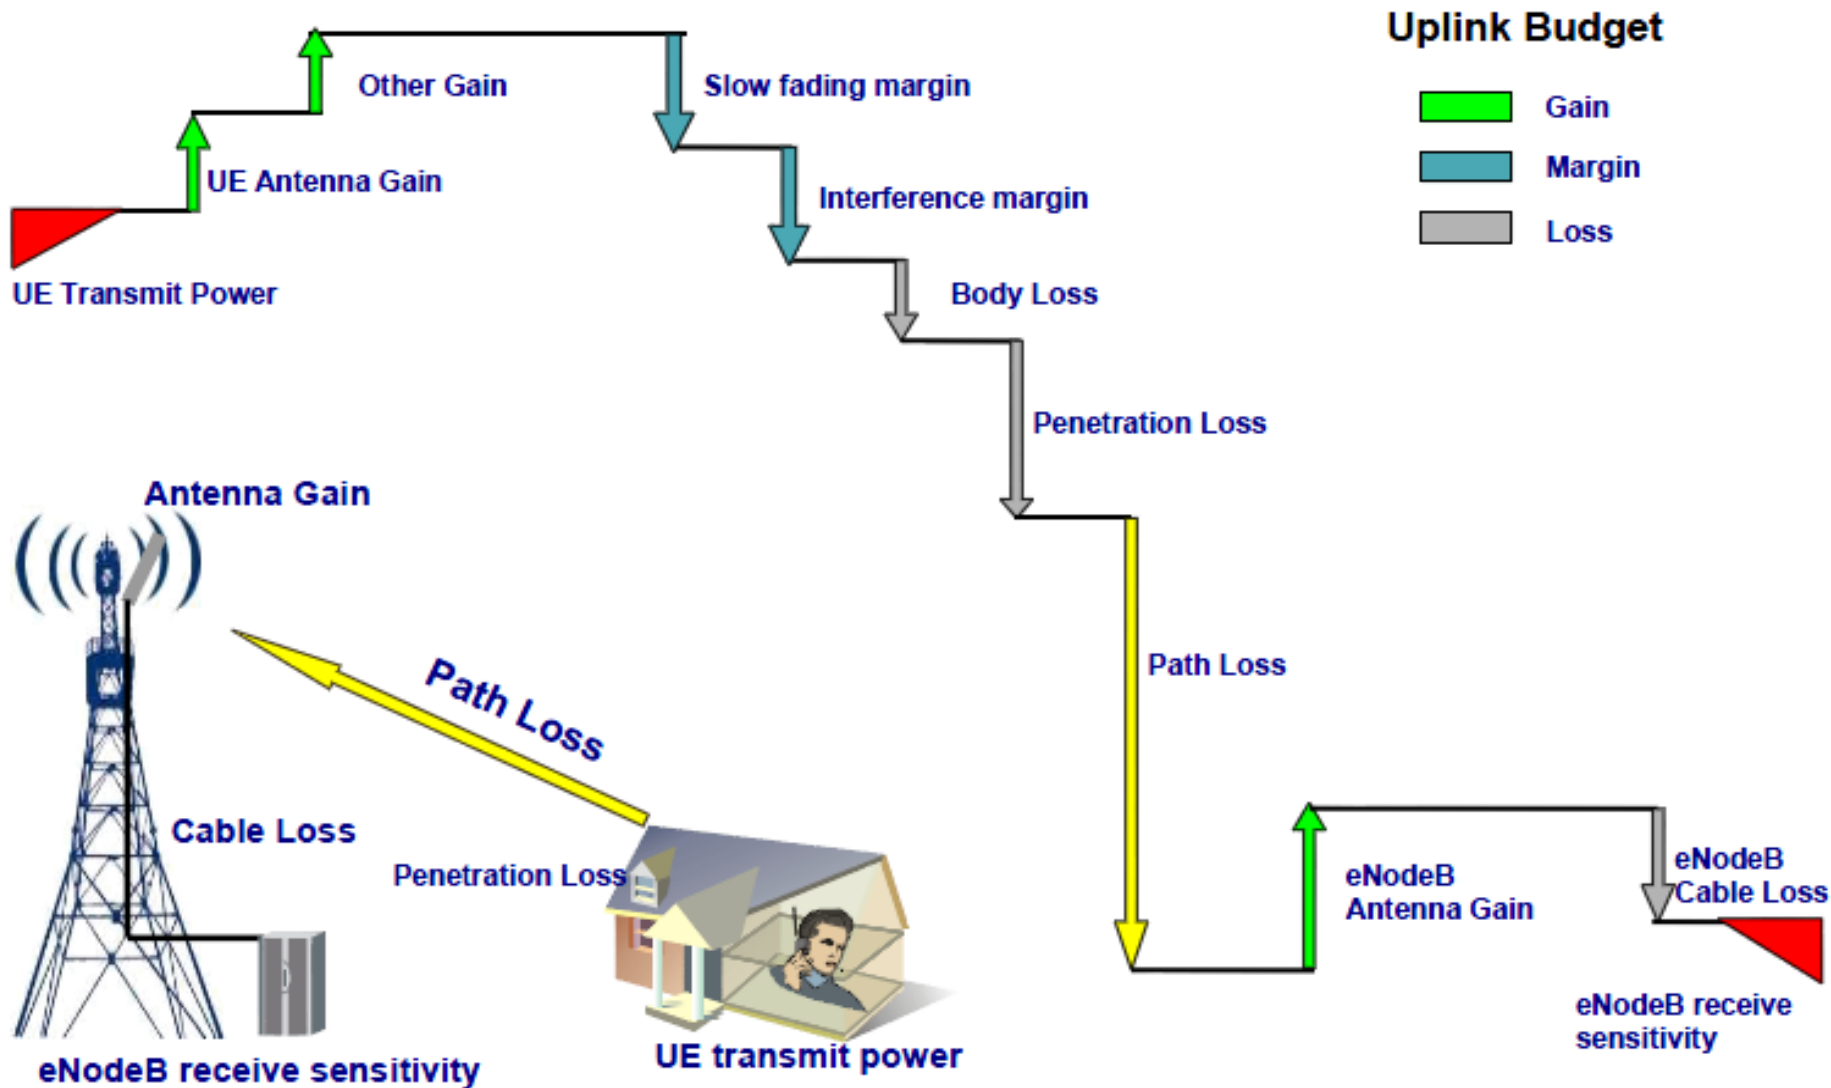 Uplink Budget
Gain
Margin
Loss
Other Gain
Slow fading margin
UE Antenna Gain
Interference margin
UE Transmit Power
Body Loss
Penetration Loss
Antenna Gain
Path Loss
Path Loss
Cable Loss
Penetration Loss
eNodeB
Antenna Gain
eNodeB
Cable Loss
eNodeB receive
sensitivity
UE transmit power
eNodeB receive sensitivity